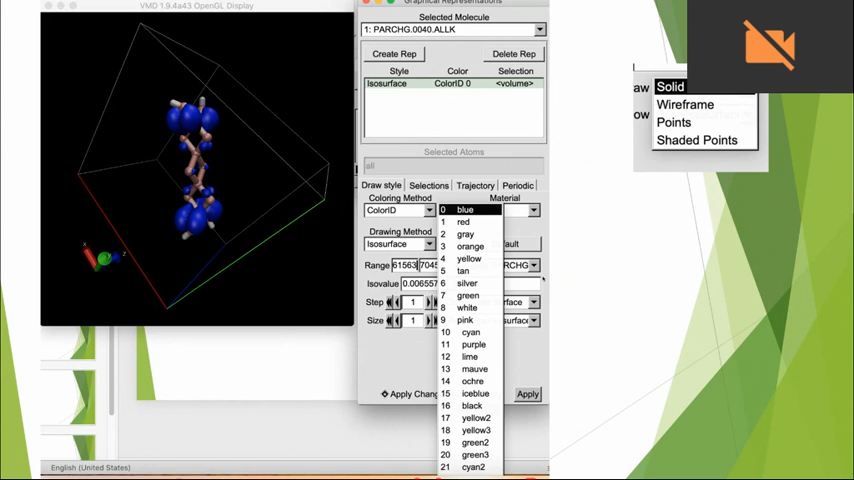 VMD 1.9.4a43 OpenGL Display
Graphical Representations
Selected Molecule
1: PARCHG.0040.ALLK
Create Rep
Delete Rep
Style
Color
Selection
Isosurface
ColorID 0
<volume>
Selected Atoms
all
Draw style
Selections
Trajectory
Periodic
Coloring Method
Material
ColorID
Drawing Method
Isosurface
Range
61563
7045
PARCHG
Isovalue
0.006557
Step
1
Size
1
Apply
0 blue
1 red
2 gray
3 orange
4 yellow
5 tan
6 silver
7 green
8 white
9 pink
10 cyan
11 purple
12 lime
13 mauve
14 ochre
15 iceblue
16 black
17 yellow2
18 yellow3
19 green2
20 green3
21 cyan2
aw
Solid
ow
Wireframe
Points
Shaded Points
x
z
English (United States)